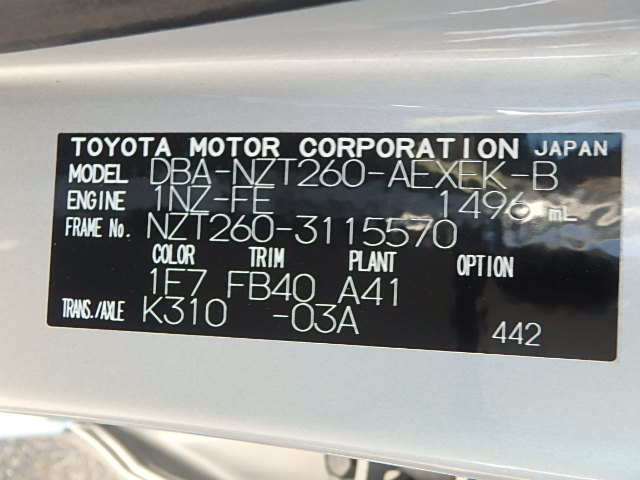 TOYOTA MOTOR CORPORATION JAPAN
MODEL DBA-NZT260-AEXEK-B
ENGINE 1NZ-FE 1496 mL
FRAME No. NZT260-3115570
COLOR TRIM PLANT OPTION
1F7 FB40 A41
TRANS./AXLE K310 -03A
442